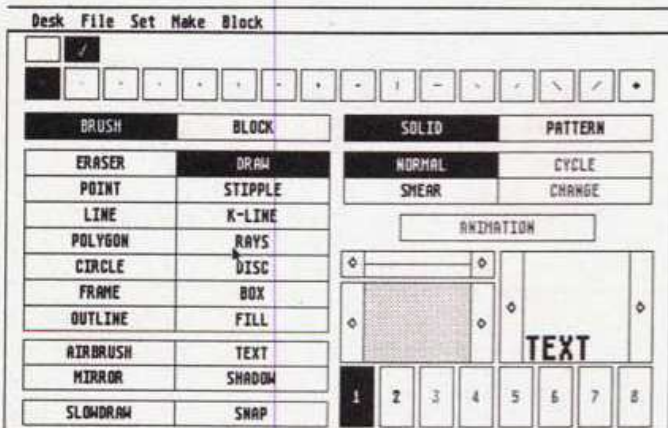 Desk File Set Make Block
BRUSH BLOCK SOLID PATTERN
ERASER DRAW NORMAL CYCLE
POINT STIPPLE SMEAR CHANGE
LINE K-LINE
ANIMATION
POLYGON RAYS
CIRCLE DISC
FRAME BOX
OUTLINE FILL
TEXT
AIRBRUSH TEXT
MIRROR SHADOW
1 2 3 4 5 6 7 8
SLOWDRAW SNAP